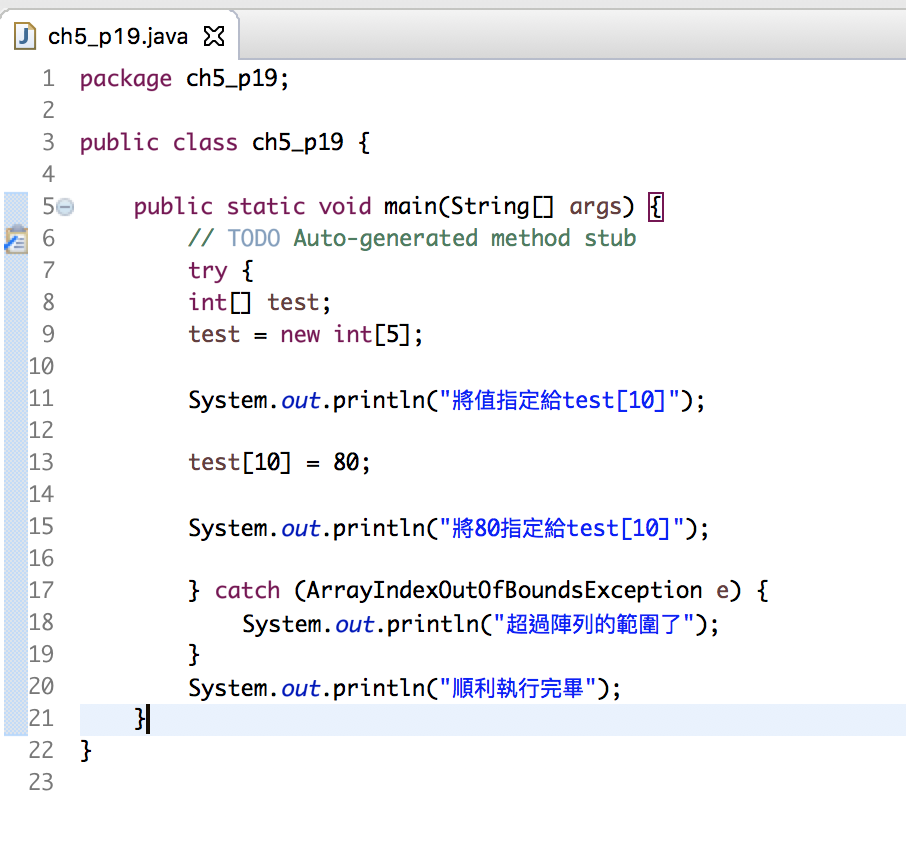 ch5_p19.java
1 package ch5_p19;
2
3 public class ch5_p19 {
4
5 public static void main(String[] args) {
6 // TODO Auto-generated method stub
7 try {
8 int[] test;
9 test = new int[5];
10
11 System.out.println("將值指定給test[10]");
12
13 test[10] = 80;
14
15 System.out.println("將80指定給test[10]");
16
17 } catch (ArrayIndexOutOfBoundsException e) {
18 System.out.println("超過陣列的範圍了");
19 }
20 System.out.println("順利執行完畢");
21 }
22 }
23